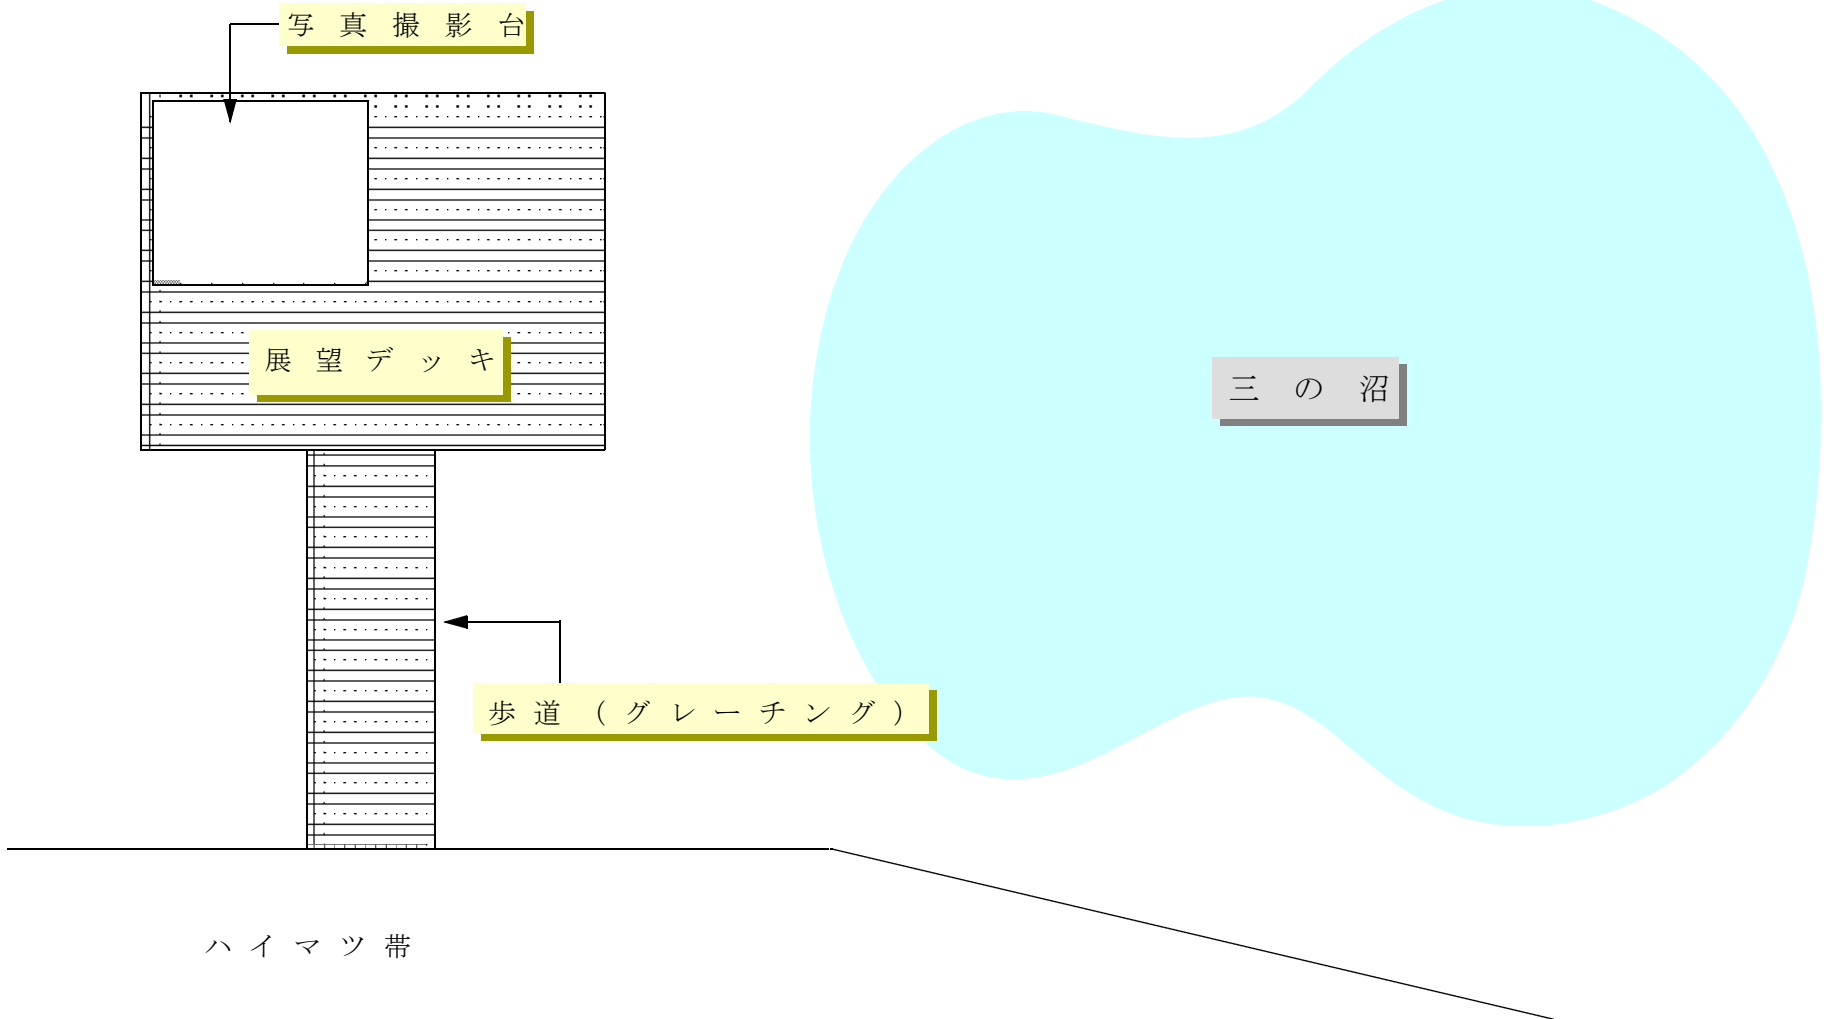 写真撮影台
展望デッキ
三の沼
歩道（グレーチング）
ハイマツ帯